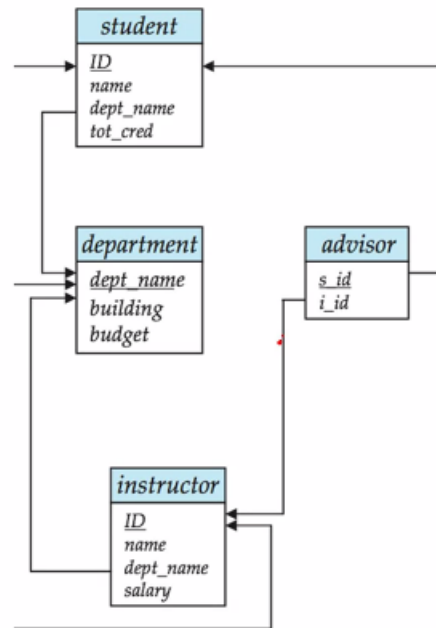 student
ID
name
dept_name
tot_cred
department
dept_name
building
budget
advisor
s_id
i_id
instructor
ID
name
dept_name
salary